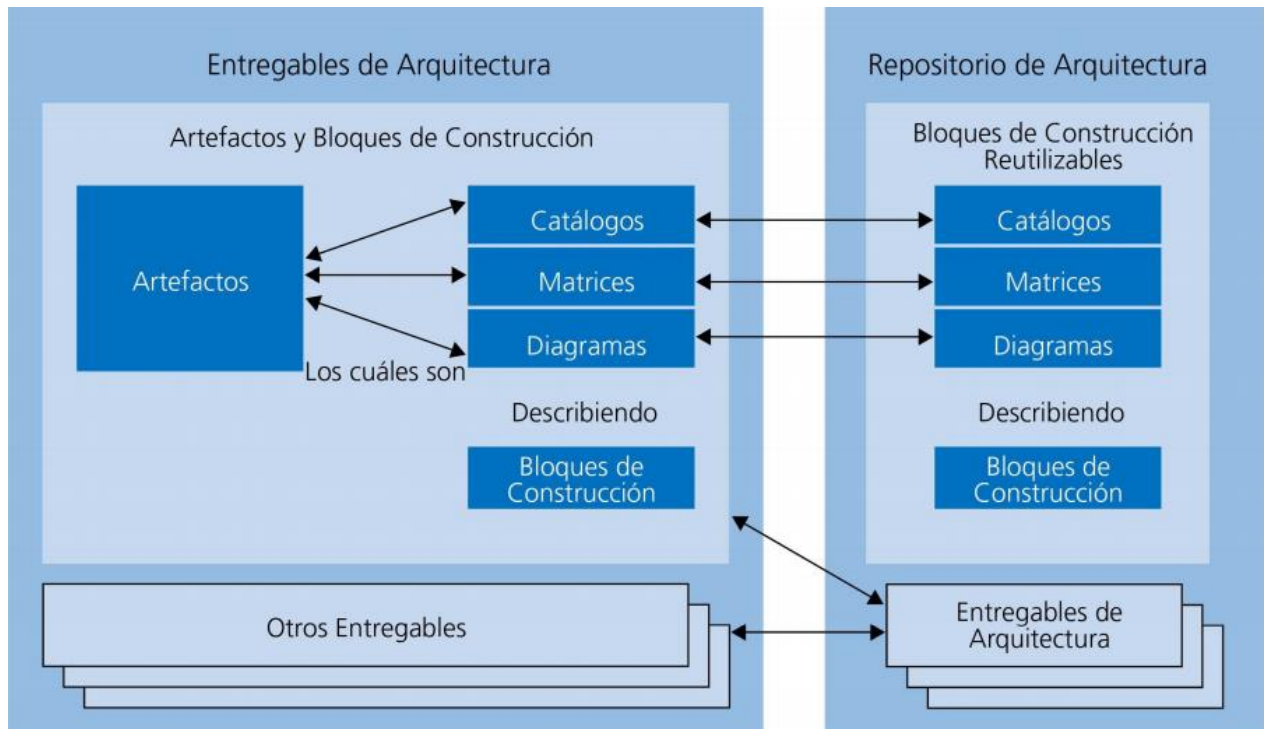 Entregables de Arquitectura
Artefactos y Bloques de Construcción
Artefactos
Catálogos
Matrices
Diagramas
Los cuáles son
Describiendo
Bloques de
Construcción
Otros Entregables
Repositorio de Arquitectura
Bloques de Construcción
Reutilizables
Catálogos
Matrices
Diagramas
Describiendo
Bloques de
Construcción
Entregables de
Arquitectura